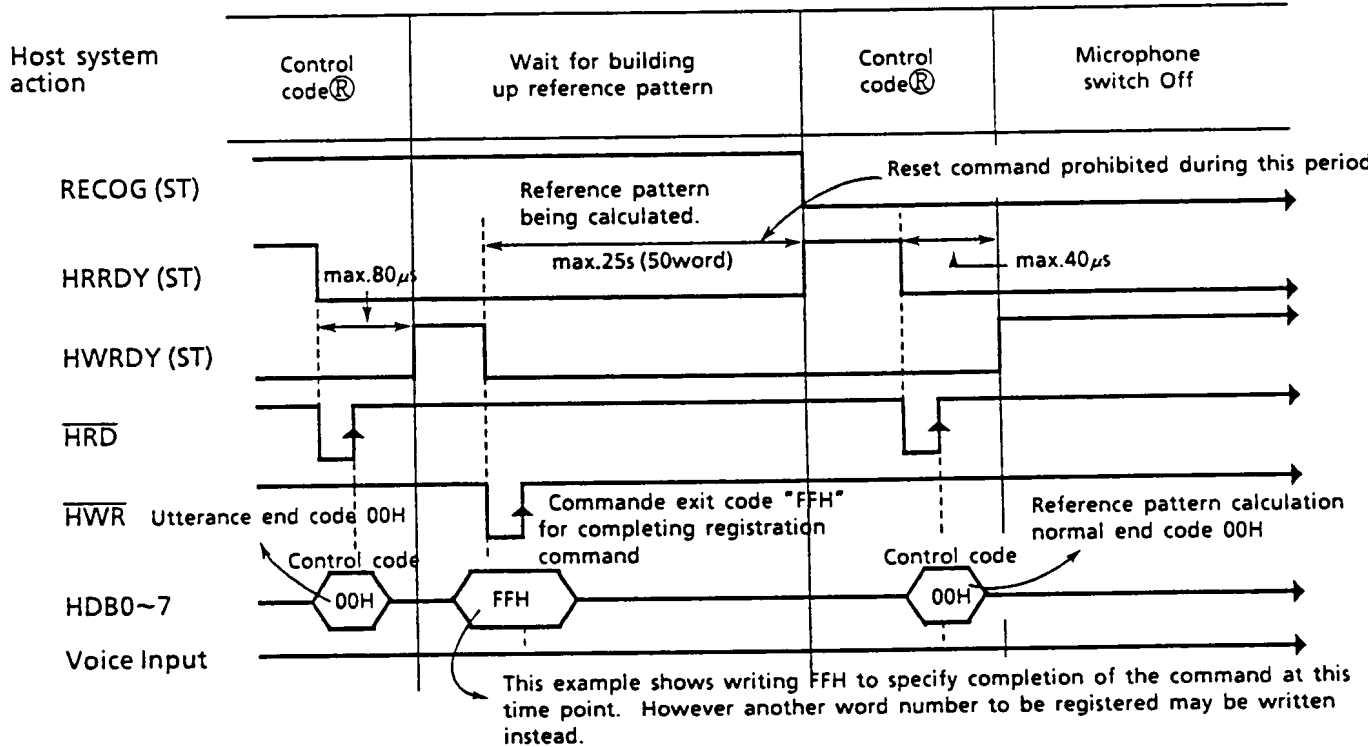 Host system
action
Control
codeⓇ
Wait for building
up reference pattern
Control
codeⓇ
Microphone
switch Off
RECOG (ST)
Reference pattern
being calculated.
Reset command prohibited during this period
HRRDY (ST)
max.80μs
max.25s (50word)
max.40μs
HWRDY (ST)
HRD
HWR
Utterance end code 00H
Commande exit code "FFH"
for completing registration
command
Reference pattern calculation
normal end code 00H
Control code
Control code
HDB0~7
00H
FFH
00H
Voice Input
This example shows writing FFH to specify completion of the command at this
time point. However another word number to be registered may be written
instead.